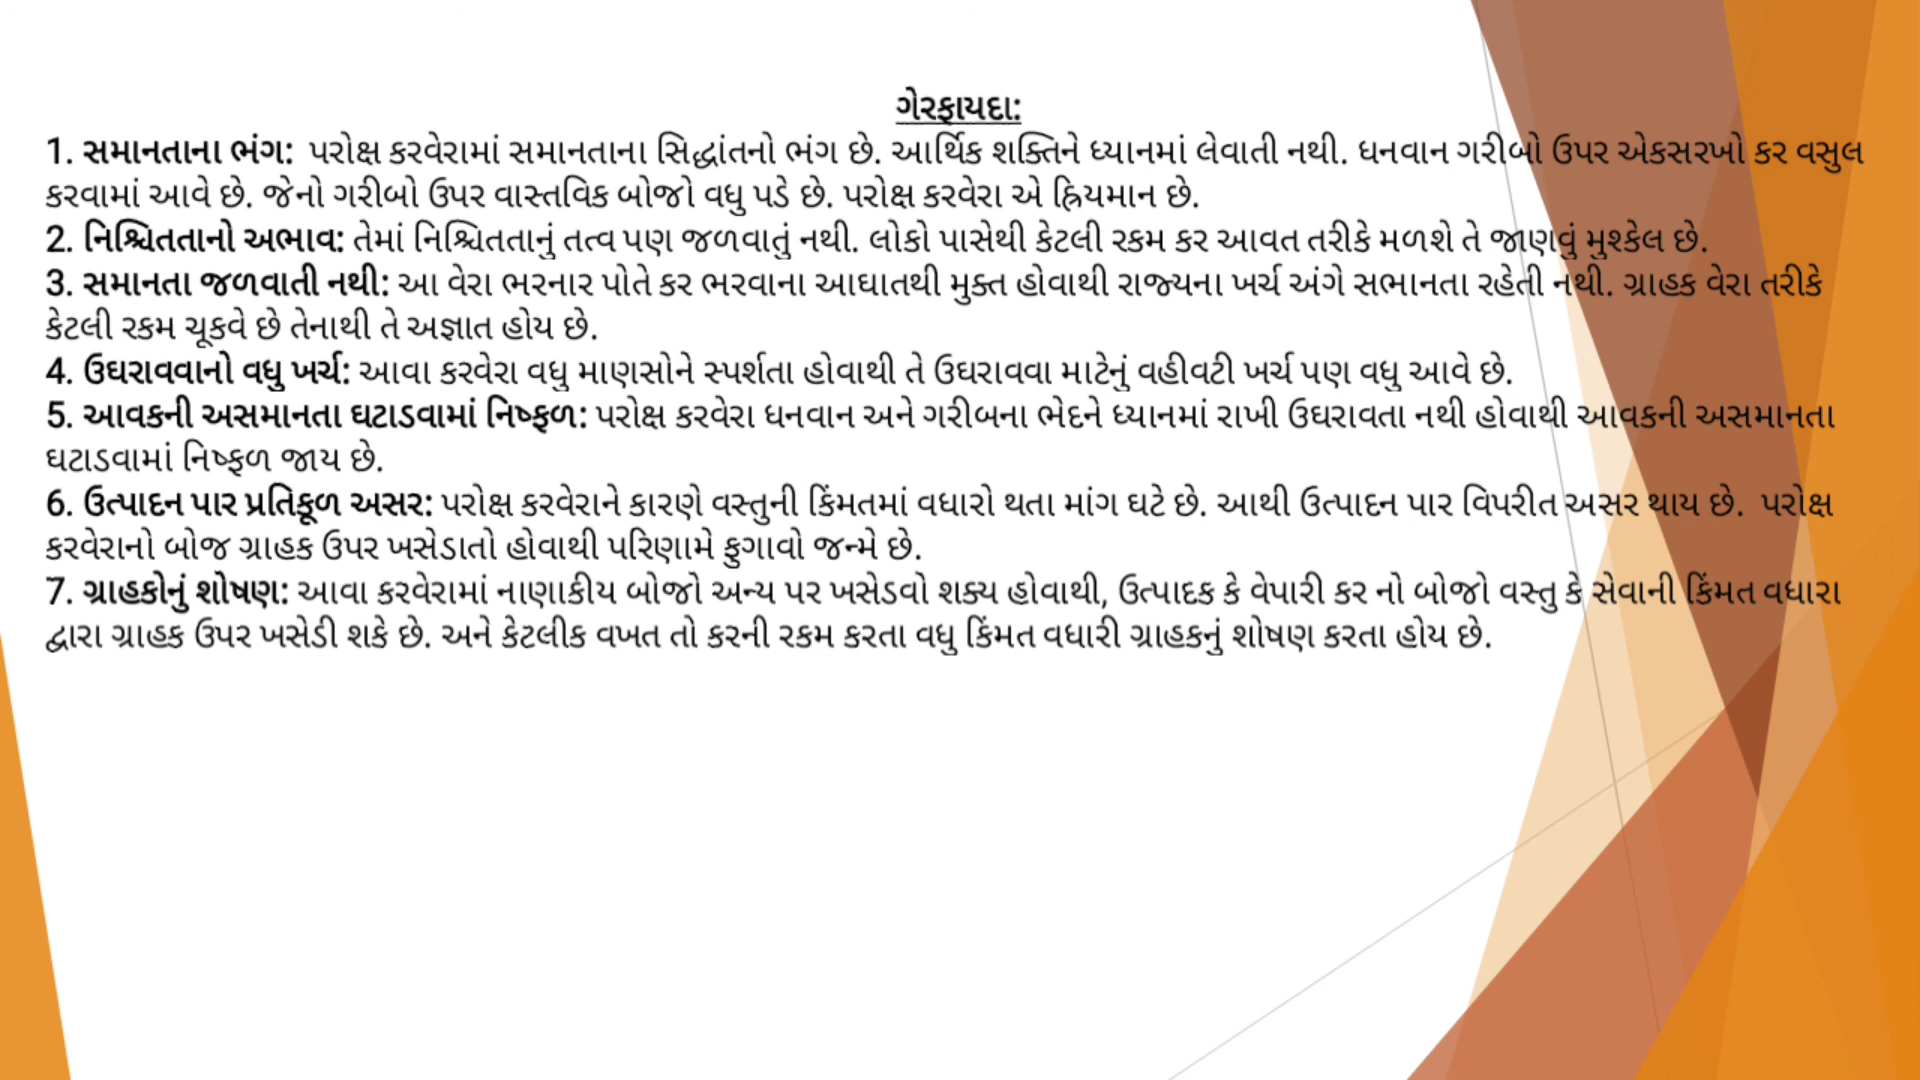 ગેરફાયદા:
1. સમાનતાના ભંગ: પરોક્ષ કરવેરામાં સમાનતાના સિદ્ધાંતનો ભંગ છે. આર્થિક શક્તિને ધ્યાનમાં લેવાતી નથી. ધનવાન ગરીબો ઉપર એકસરખો કર વસુલ
કરવામાં આવે છે. જેનો ગરીબો ઉપર વાસ્તવિક બોજો વધુ પડે છે. પરોક્ષ કરવેરા એ હ્રિયમાન છે.
2. નિશ્ચિતતાનો અભાવ: તેમાં નિશ્ચિતતાનું તત્વ પણ જળવાતું નથી. લોકો પાસેથી કેટલી રકમ કર આવત તરીકે મળશે તે જાણવું મુશ્કેલ છે.
3. સમાનતા જળવાતી નથી: આ વેરા ભરનાર પોતે કર ભરવાના આઘાતથી મુક્ત હોવાથી રાજ્યના ખર્ચ અંગે સભાનતા રહેતી નથી. ગ્રાહક વેરા તરીકે
કેટલી રકમ ચૂકવે છે તેનાથી તે અજ્ઞાત હોય છે.
4. ઉઘરાવવાનો વધુ ખર્ચ: આવા કરવેરા વધુ માણસોને સ્પર્શતા હોવાથી તે ઉઘરાવવા માટેનું વહીવટી ખર્ચ પણ વધુ આવે છે.
5. આવકની અસમાનતા ઘટાડવામાં નિષ્ફળ: પરોક્ષ કરવેરા ધનવાન અને ગરીબના ભેદને ધ્યાનમાં રાખી ઉઘરાવતા નથી હોવાથી આવકની અસમાનતા
ઘટાડવામાં નિષ્ફળ જાય છે.
6. ઉત્પાદન પાર પ્રતિકૂળ અસર: પરોક્ષ કરવેરાને કારણે વસ્તુની કિંમતમાં વધારો થતા માંગ ઘટે છે. આથી ઉત્પાદન પાર વિપરીત અસર થાય છે. પરોક્ષ
કરવેરાનો બોજ ગ્રાહક ઉપર ખસેડાતો હોવાથી પરિણામે ફુગાવો જન્મે છે.
7. ગ્રાહકોનું શોષણ: આવા કરવેરામાં નાણાકીય બોજો અન્ય પર ખસેડવો શક્ય હોવાથી, ઉત્પાદક કે વેપારી કર નો બોજો વસ્તુ કે સેવાની કિંમત વધારા
દ્વારા ગ્રાહક ઉપર ખસેડી શકે છે. અને કેટલીક વખત તો કરની રકમ કરતા વધુ કિંમત વધારી ગ્રાહકનું શોષણ કરતા હોય છે.